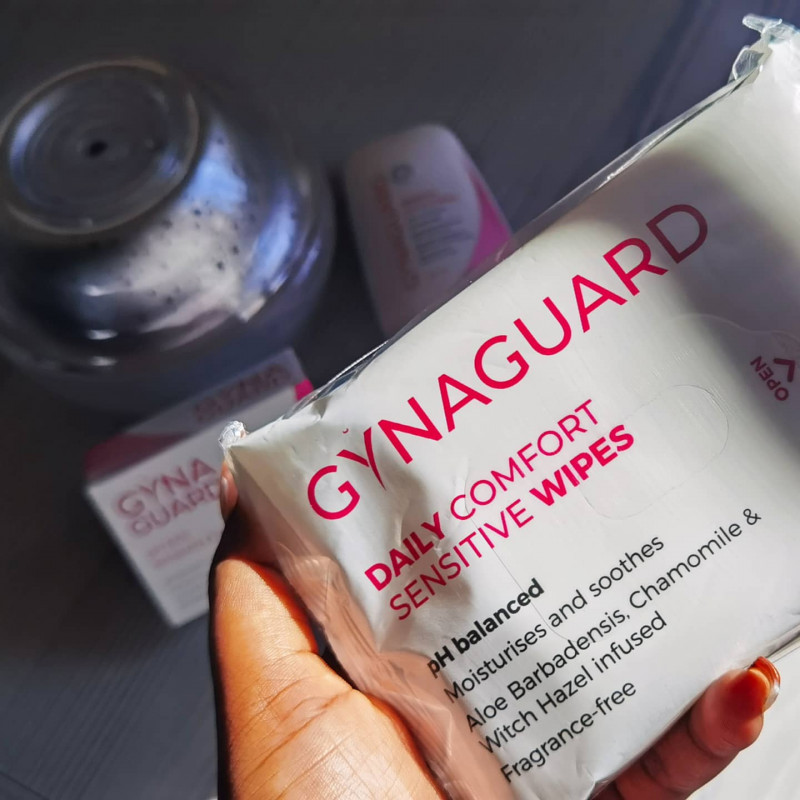 GYNAGUARD
OPEN
DAILY COMFORT
SENSITIVE WIPES
pH balanced
Moisturises and soothes
Aloe Barbadensis, Chamomile &
Witch Hazel infused
Fragrance-free
GYNA
GUARD